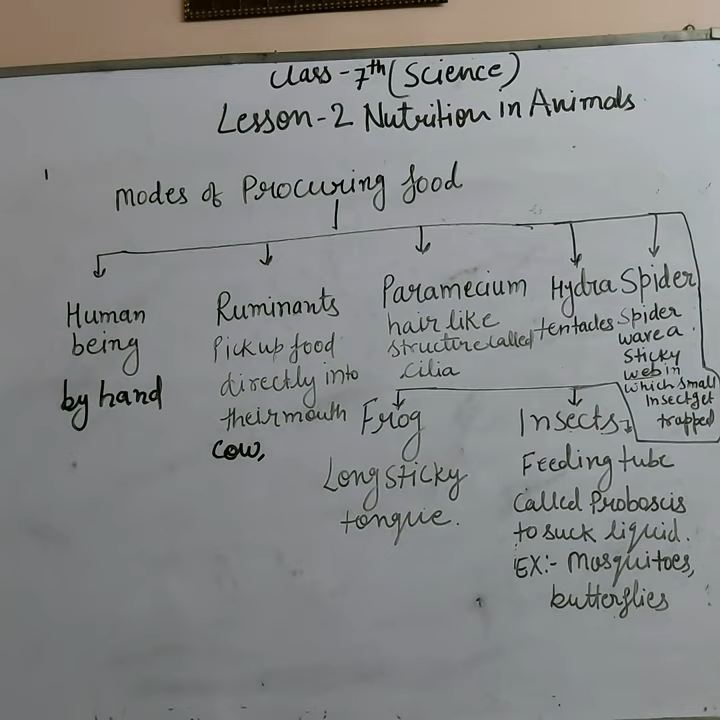 Class - 7th (Science)
Lesson-2 Nutrition in Animals
Modes of Procuring food
Human
being
by hand
Ruminants
Pick up food
directly into
their mouth
cow,
Paramecium
hair like
structure called
cilia
Hydra
tentacles
Spider
Spider
wave a
sticky
web in
which small
Insect get
trapped
Frog
Long sticky
tongue.
Insects
Feeding tube
called Proboscis
to suck liquid.
EX:- Mosquitoes,
butterflies